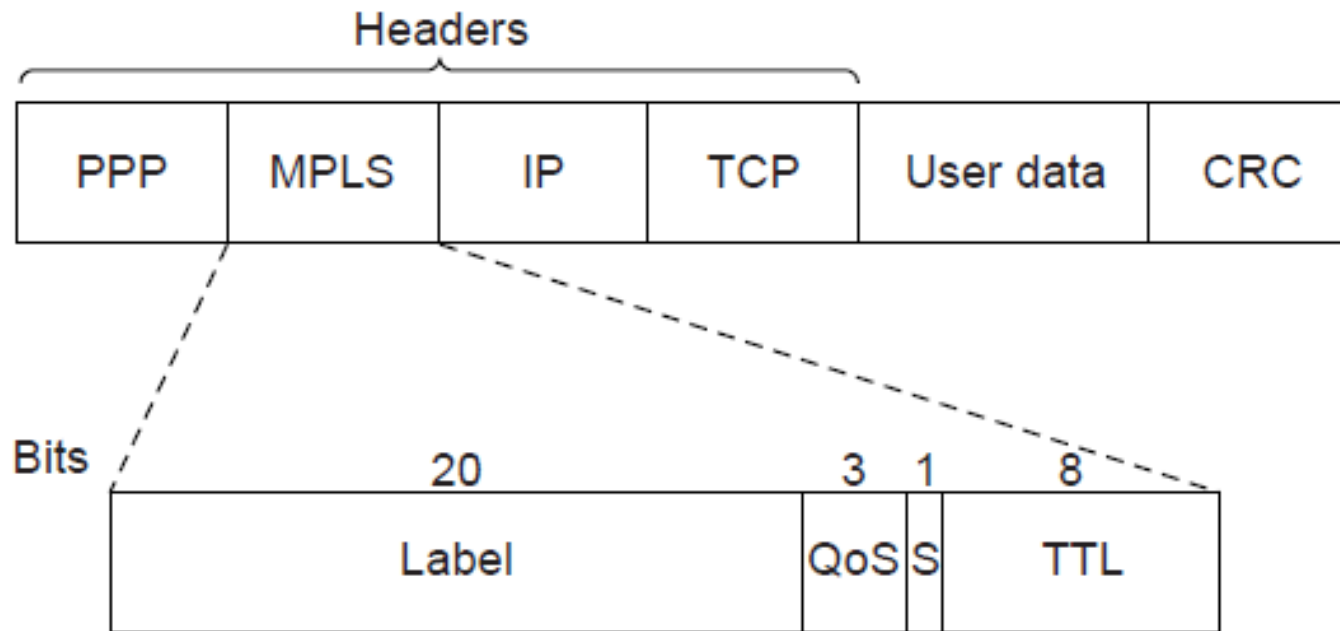 Headers
PPP MPLS IP TCP User data CRC
Bits 20 3 1 8
Label QoS S TTL